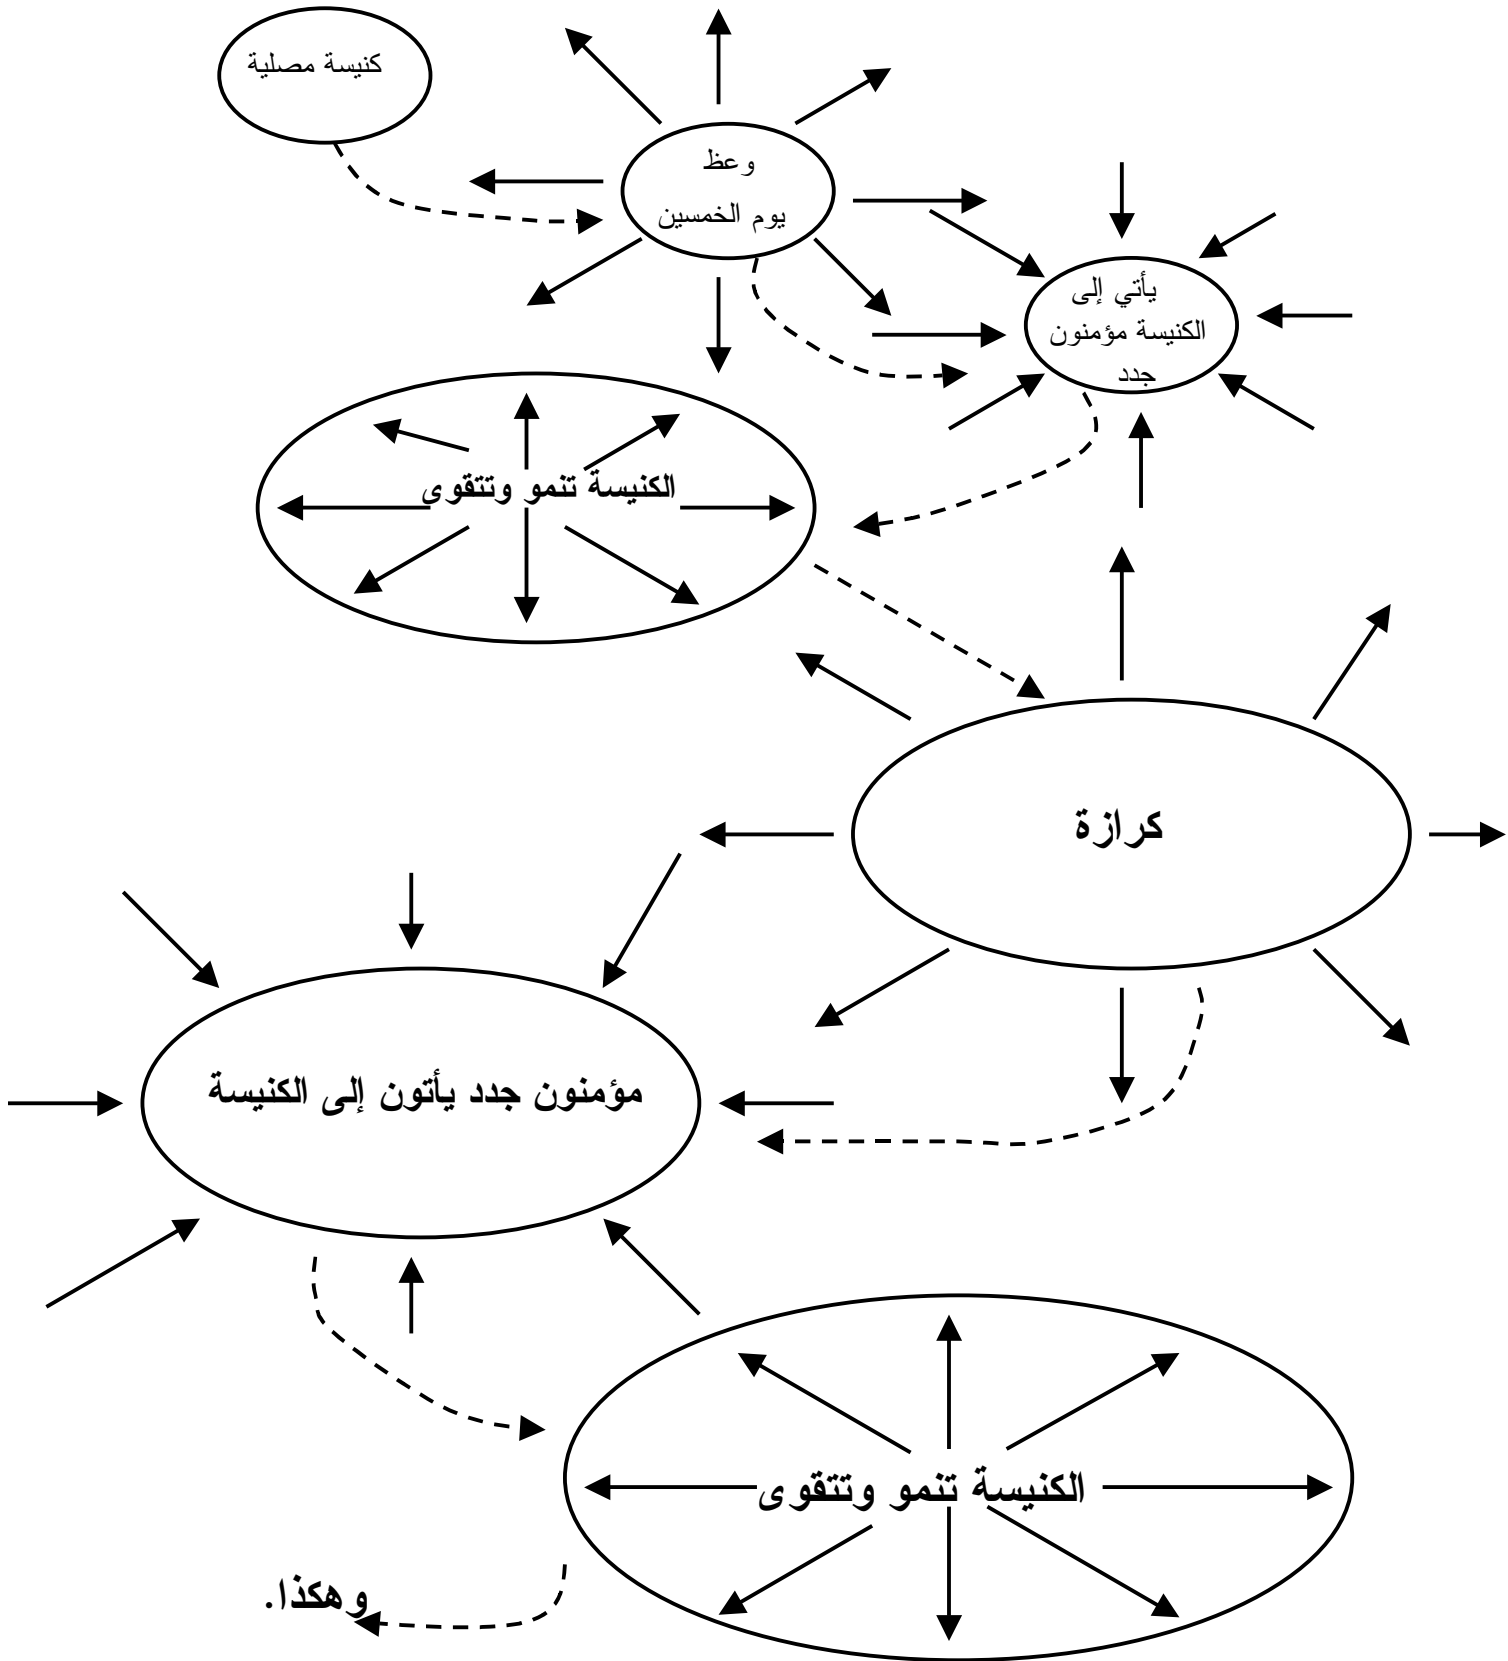 كنيسة مصلية
وعظ
يوم الخمسين
يأتي إلى
الكنيسة مؤمنون
جدد
الكنيسة تنمو وتتقوى
كرازة
مؤمنون جدد يأتون إلى الكنيسة
الكنيسة تنمو وتتقوى
وهكذا.